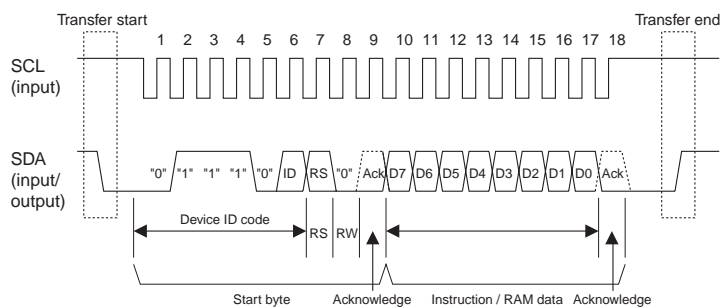 Transfer start
Transfer end
1 2 3 4 5 6 7 8 9 10 11 12 13 14 15 16 17 18
SCL
(input)
SDA
(input/
output)
"0" "1" "1" "1" "0" ID RS "0" Ack D7 D6 D5 D4 D3 D2 D1 D0 Ack
Device ID code
RS RW
Start byte
Acknowledge
Instruction / RAM data
Acknowledge